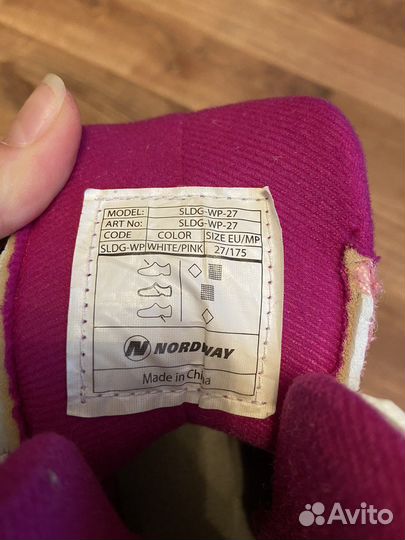 MODEL: SLDG-WP-27
ART No: SLDG-WP-27
CODE COLOR SIZE EU/MP
SLDG-WP WHITE/PINK 27/175
N NORDWAY
Made in China
Avito